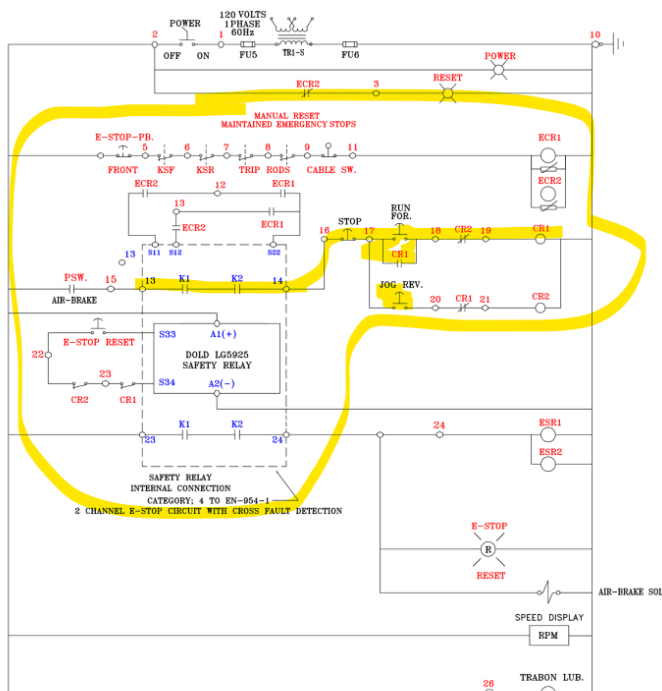 120 VOLTS
1 PHASE
60Hz
POWER
2
1
10
OFF ON
FU5
TR1-S
FU6
POWER
ECR2
3
RESET
MANUAL RESET
MAINTAINED EMERGENCY STOPS
E-STOP-PB.
5 6 7 8 9 11
FRONT KSF KSR TRIP RODS CABLE SW.
ECR1
ECR2
ECR2 12 ECR1
13
ECR2 ECR1
S11 S12 S22
13
16 STOP 17 RUN FOR. 18 CR2 19 CR1
CR1
PSW. 15 13 K1 K2 14
AIR-BRAKE
JOG REV.
20 CR1 21 CR2
S33 A1(+)
E-STOP RESET
22
DOLD LG5925
SAFETY RELAY
23
S34 A2(-)
CR2 CR1
23 K1 K2 24
24
ESR1
ESR2
SAFETY RELAY
INTERNAL CONNECTION
CATEGORY; 4 TO EN-954-1
2 CHANNEL E-STOP CIRCUIT WITH CROSS FAULT DETECTION
E-STOP
R
RESET
AIR-BRAKE SOL
SPEED DISPLAY
RPM
26
TRABON LUB.